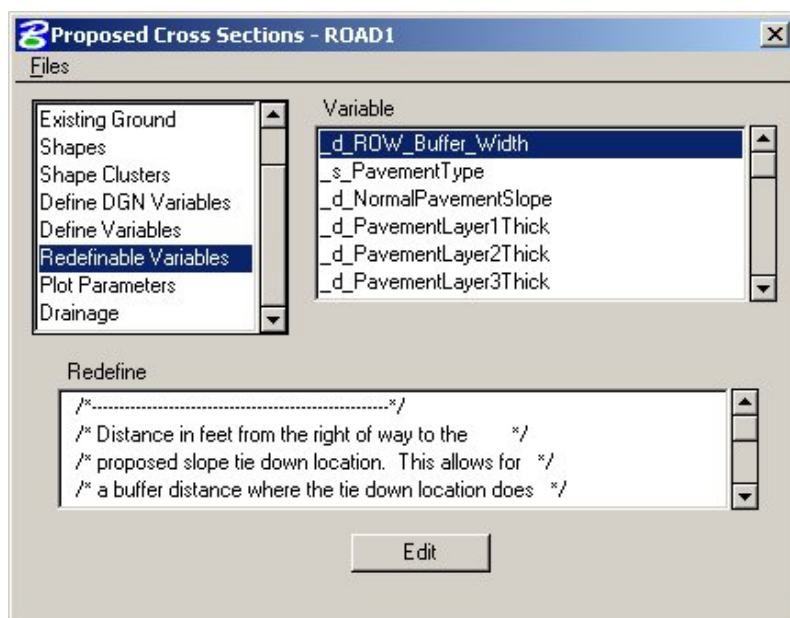 Proposed Cross Sections - ROAD1
Files
Existing Ground
Shapes
Shape Clusters
Define DGN Variables
Define Variables
Redefinable Variables
Plot Parameters
Drainage
Variable
_d_ROW_Buffer_Width
_s_PavementType
_d_NormalPavementSlope
_d_PavementLayer1Thick
_d_PavementLayer2Thick
_d_PavementLayer3Thick
Redefine
/*-----------------------------------------------------*/
/* Distance in feet from the right of way to the */
/* proposed slope tie down location. This allows for */
/* a buffer distance where the tie down location does */
Edit